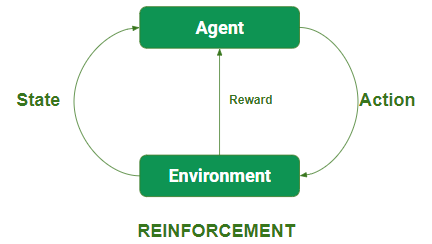 Agent
State
Reward
Action
Environment
REINFORCEMENT